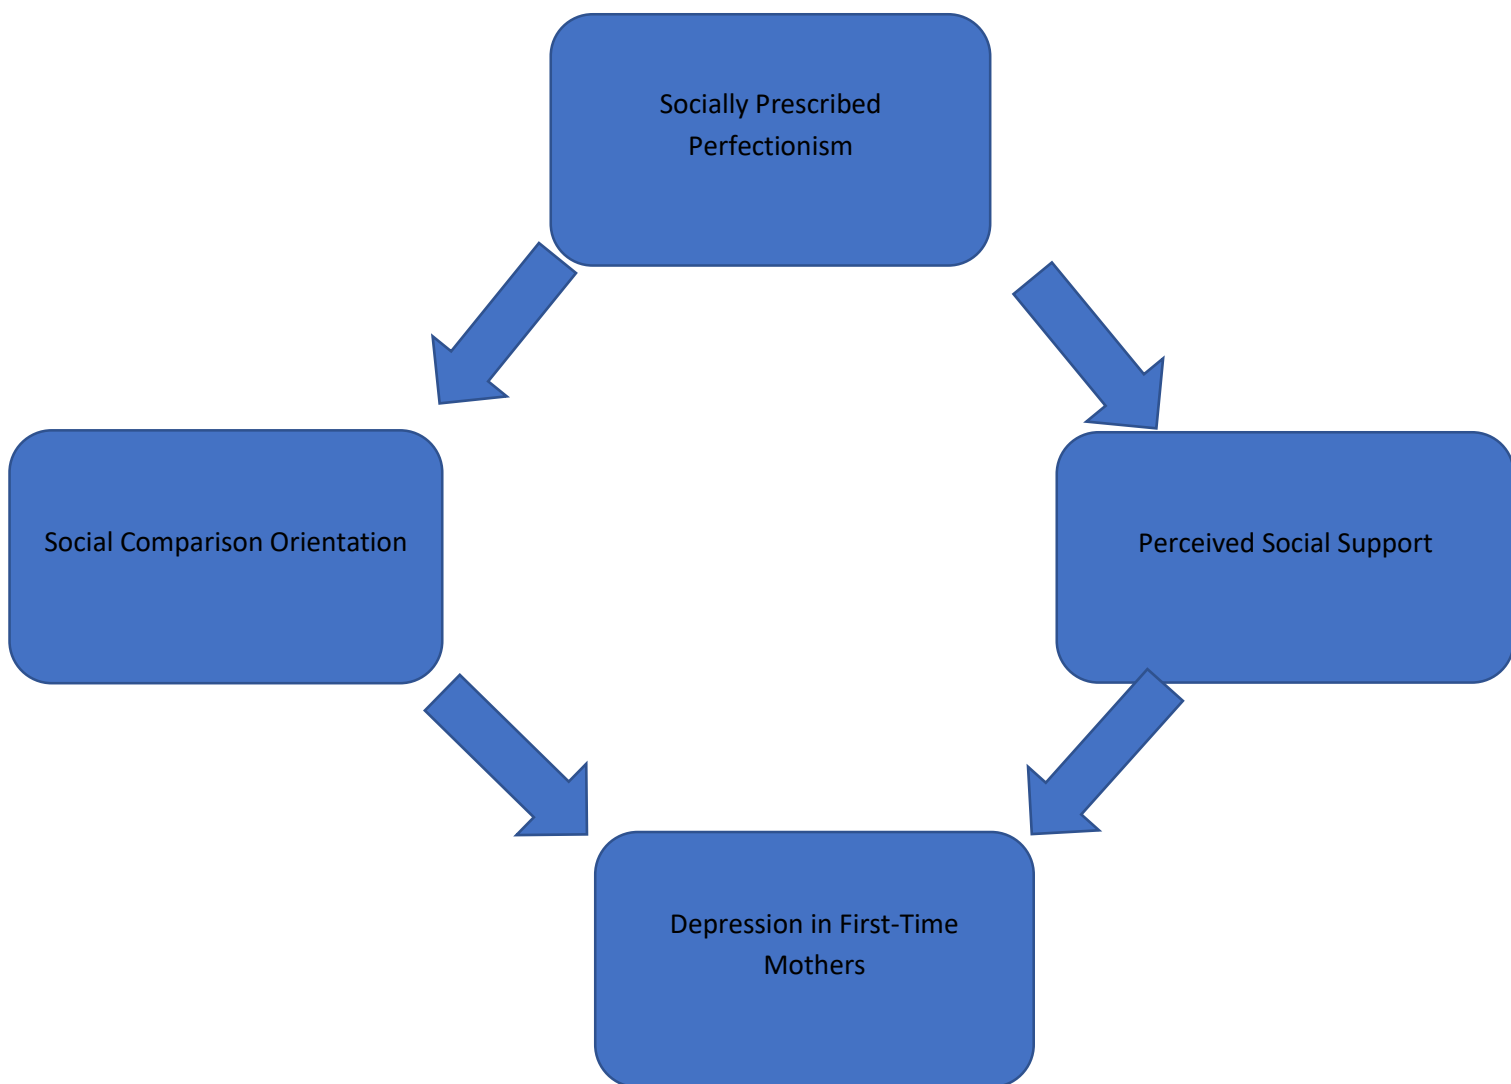 Socially Prescribed
Perfectionism
Social Comparison Orientation
Perceived Social Support
Depression in First-Time
Mothers